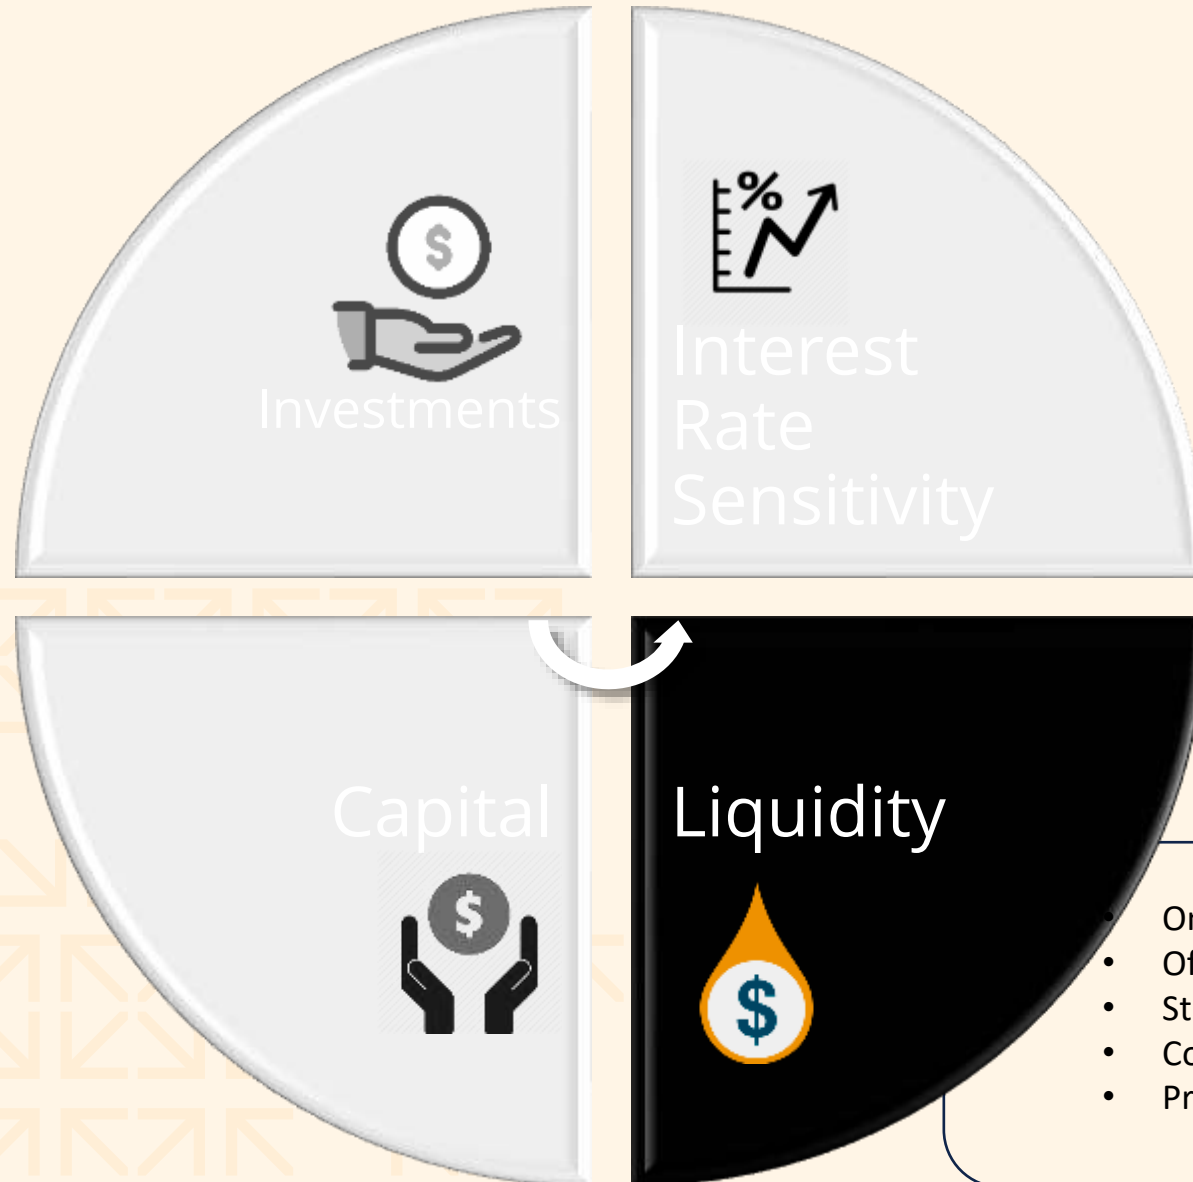 $
%
Investments
Interest
Rate
Sensitivity
Capital
Liquidity
$
$
•
•
•
•
•